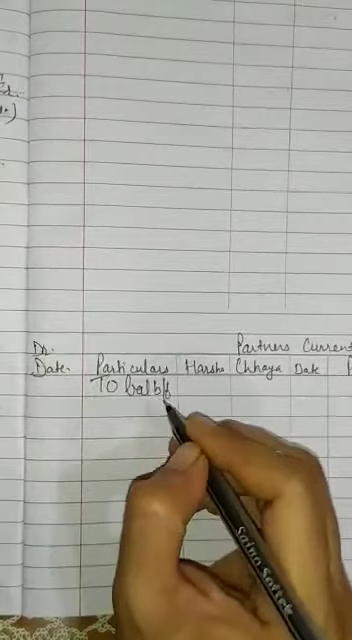 Dr. Partners Current
Date. Particulars Harsha Chhaya Date P
To bal b/f
Saino Softek